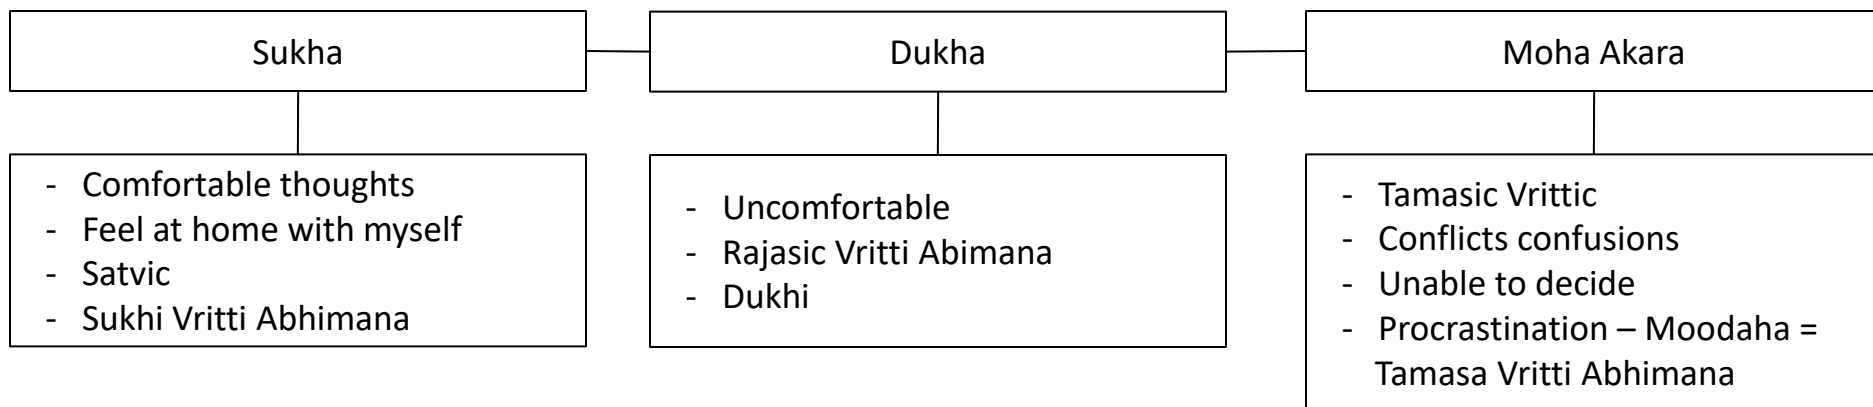 Sukha
Dukha
Moha Akara
- Comfortable thoughts
- Feel at home with myself
- Satvic
- Sukhi Vritti Abhimana
- Uncomfortable
- Rajasic Vritti Abimana
- Dukhi
- Tamasic Vrittic
- Conflicts confusions
- Unable to decide
- Procrastination – Moodaha =
Tamasa Vritti Abhimana